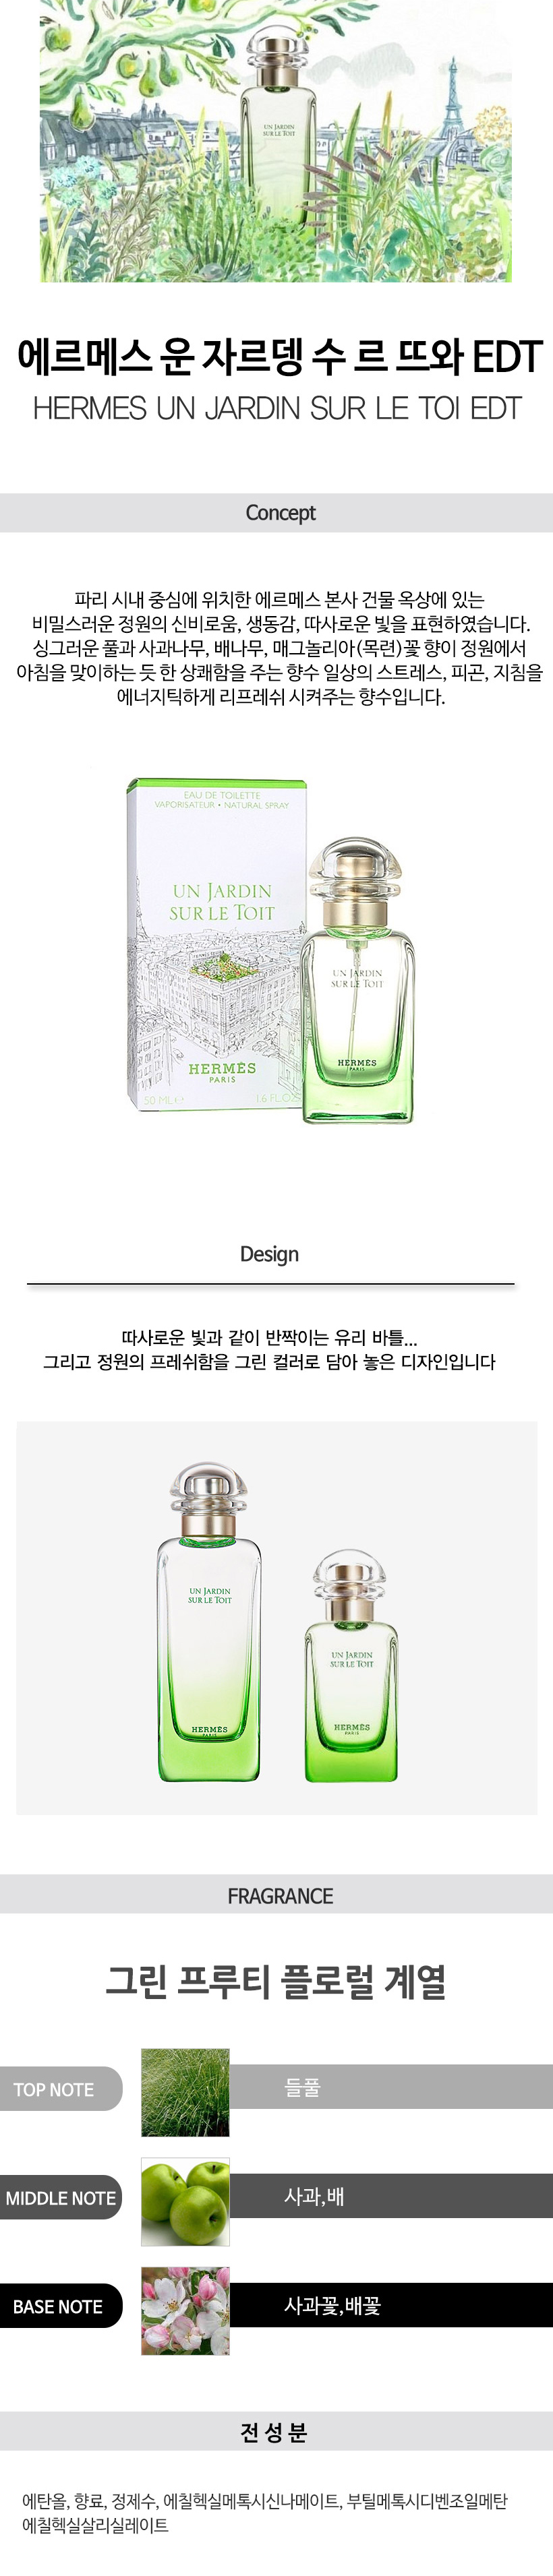 UN JARDIN
SUR LE TOIT
에르메스 운 자르뎅 수 르 뜨와 EDT
HERMES UN JARDIN SUR LE TOI EDT
Concept
파리 시내 중심에 위치한 에르메스 본사 건물 옥상에 있는
비밀스러운 정원의 신비로움, 생동감, 따사로운 빛을 표현하였습니다.
싱그러운 풀과 사과나무, 배나무, 매그놀리아(목련)꽃 향이 정원에서
아침을 맞이하는 듯 한 상쾌함을 주는 향수 일상의 스트레스, 피곤, 지침을
에너지틱하게 리프레쉬 시켜주는 향수입니다.
EAU DE TOILETTE
VAPORISATEUR • NATURAL SPRAY
UN JARDIN
SUR LE TOIT
HERMÈS
PARIS
50 ML e
1.6 FL.OZ
UN JARDIN
SUR LE TOIT
HERMÈS
PARIS
Design
따사로운 빛과 같이 반짝이는 유리 바틀...
그리고 정원의 프레쉬함을 그린 컬러로 담아 놓은 디자인입니다
UN JARDIN
SUR LE TOIT
HERMÈS
PARIS
UN JARDIN
SUR LE TOIT
HERMÈS
PARIS
FRAGRANCE
그린 프루티 플로럴 계열
TOP NOTE
들풀
MIDDLE NOTE
사과,배
BASE NOTE
사과꽃,배꽃
전 성 분
에탄올, 향료, 정제수, 에칠헥실메톡시신나메이트, 부틸메톡시디벤조일메탄
에칠헥실살리실레이트